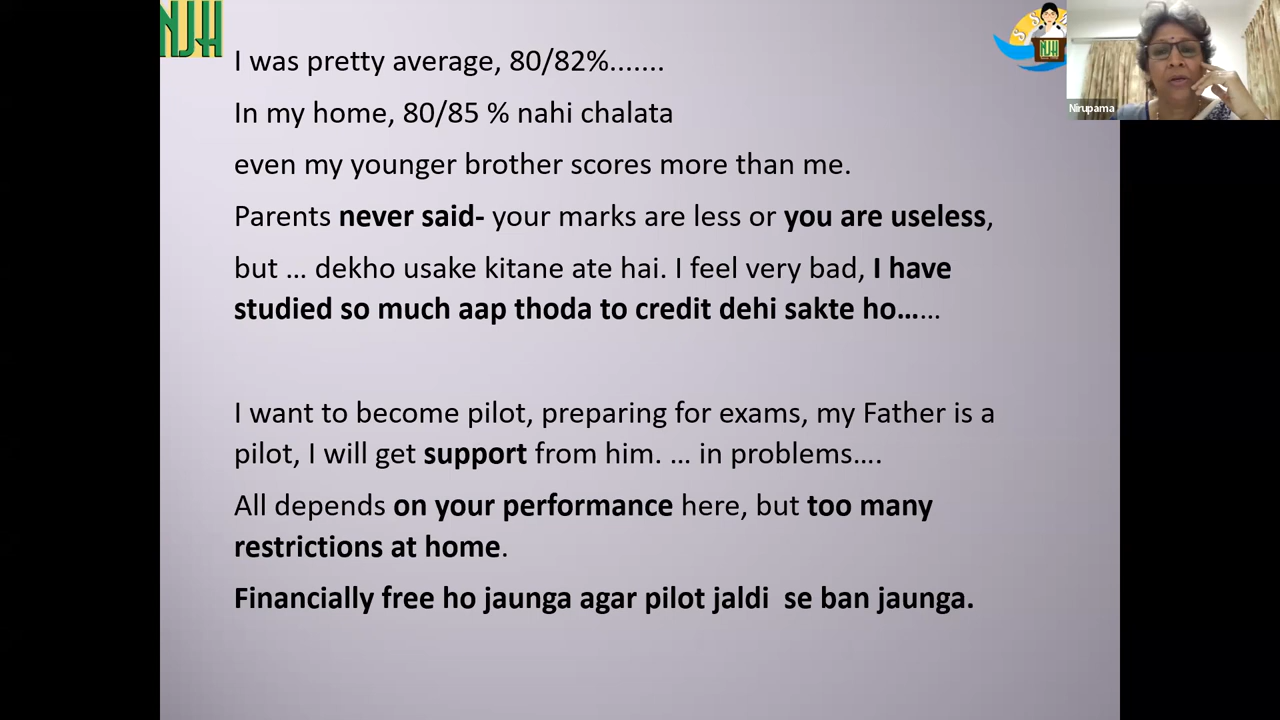 NJH
NJH
Nirupama
I was pretty average, 80/82%.......
In my home, 80/85 % nahi chalata
even my younger brother scores more than me.
Parents never said- your marks are less or you are useless,
but … dekho usake kitane ate hai. I feel very bad, I have
studied so much aap thoda to credit dehi sakte ho……
I want to become pilot, preparing for exams, my Father is a
pilot, I will get support from him. … in problems….
All depends on your performance here, but too many
restrictions at home.
Financially free ho jaunga agar pilot jaldi  se ban jaunga.